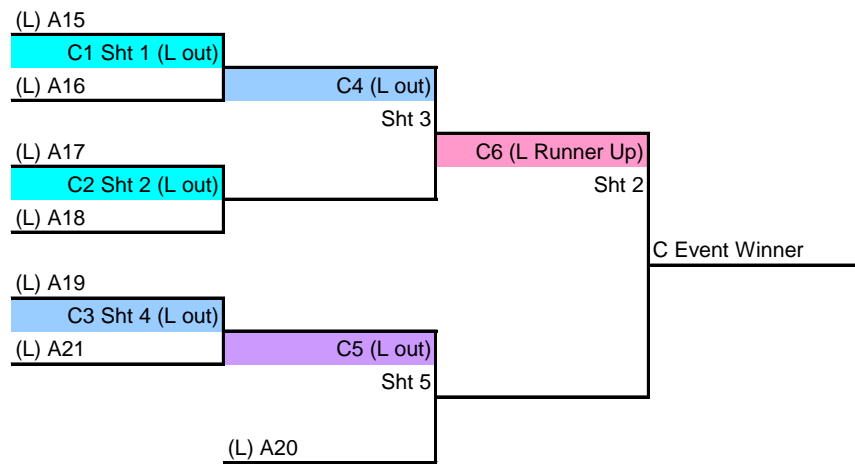 (L) A15
C1 Sht 1 (L out)
(L) A16
C4 (L out)
Sht 3
(L) A17
C6 (L Runner Up)
C2 Sht 2 (L out)
Sht 2
(L) A18
C Event Winner
(L) A19
C3 Sht 4 (L out)
(L) A21
C5 (L out)
Sht 5
(L) A20